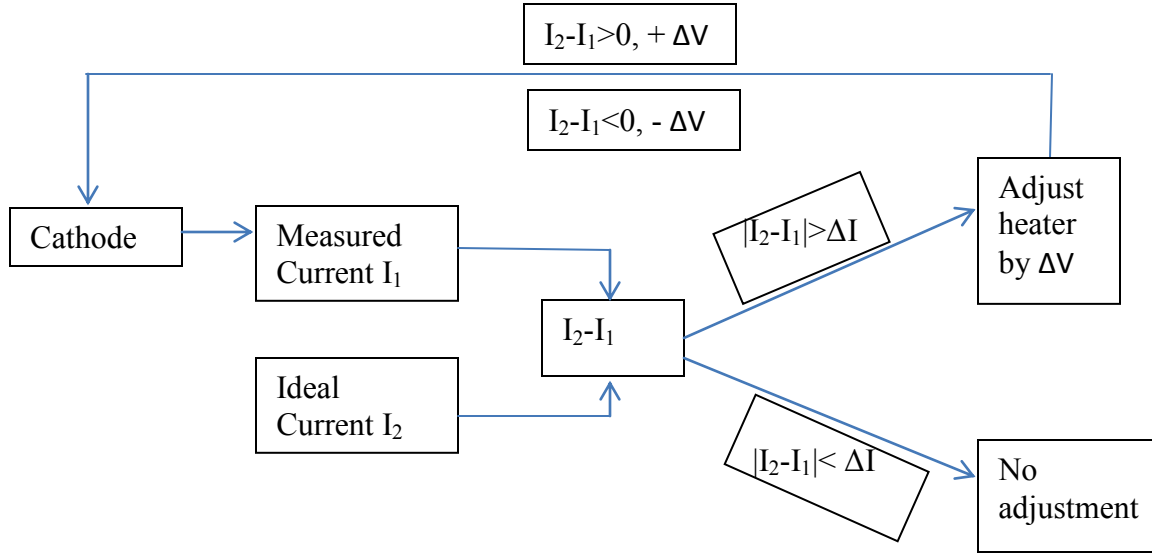 I₂-I₁>0, + ΔV
I₂-I₁<0, - ΔV
Cathode
Measured
Current I₁
Ideal
Current I₂
I₂-I₁
|I₂-I₁|>ΔI
|I₂-I₁|< ΔI
Adjust
heater
by ΔV
No
adjustment